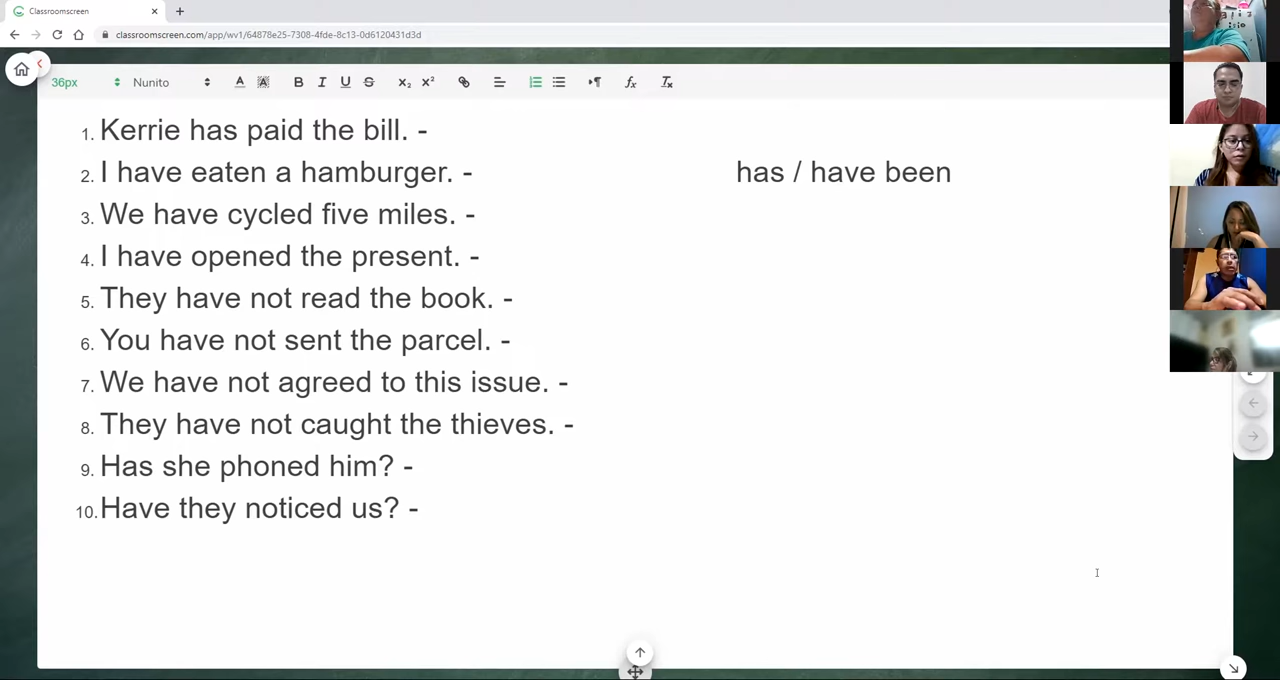 Classroomscreen
classroomscreen.com/app/wv1/64878e25-7308-4fde-8c13-0d6120431d3d
36px Nunito
1. Kerrie has paid the bill. -
2. I have eaten a hamburger. - has / have been
3. We have cycled five miles. -
4. I have opened the present. -
5. They have not read the book. -
6. You have not sent the parcel. -
7. We have not agreed to this issue. -
8. They have not caught the thieves. -
9. Has she phoned him? -
10. Have they noticed us? -